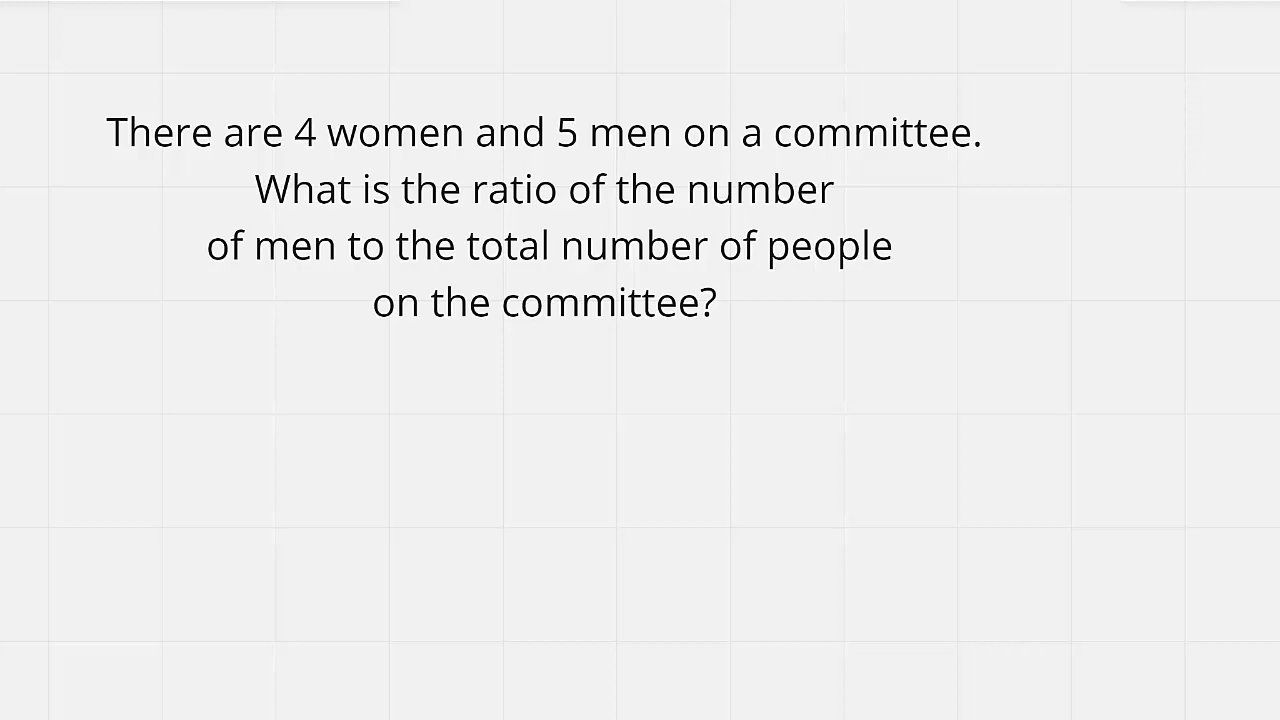 There are 4 women and 5 men on a committee.
What is the ratio of the number
of men to the total number of people
on the committee?